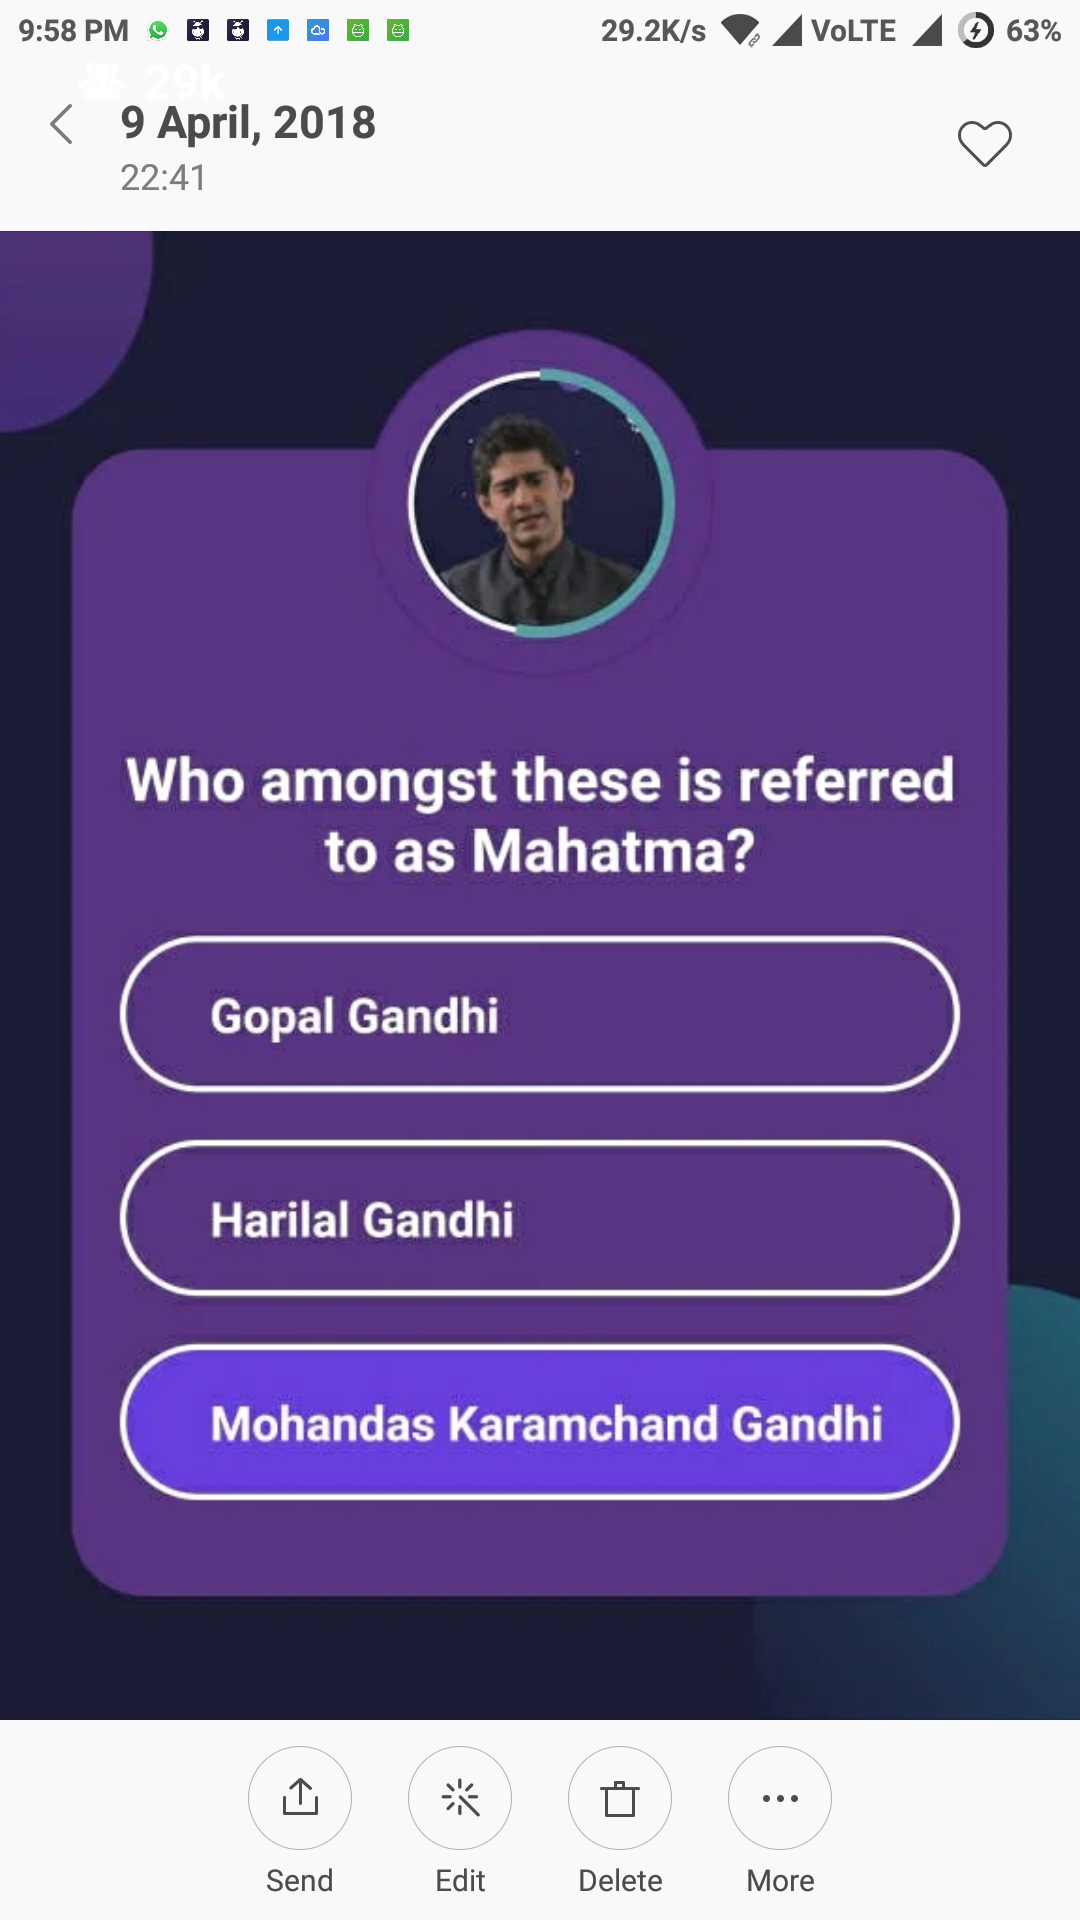 9:58 PM 29.2K/s VoLTE 63%
29k
9 April, 2018
22:41
Who amongst these is referred
to as Mahatma?
Gopal Gandhi
Harilal Gandhi
Mohandas Karamchand Gandhi
Send Edit Delete More